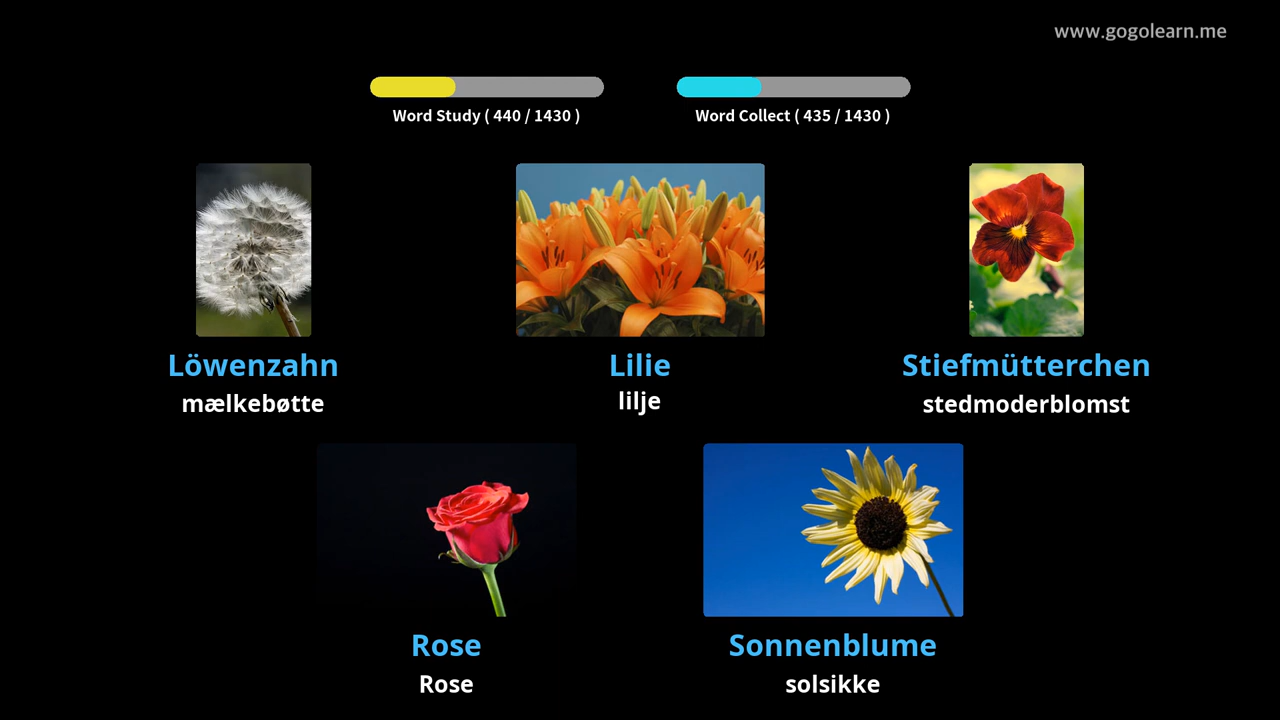 www.gogolearn.me
Word Study ( 440 / 1430 )
Word Collect ( 435 / 1430 )
Löwenzahn
mælkebøtte
Lilie
lilje
Stiefmütterchen
stedmoderblomst
Rose
Rose
Sonnenblume
solsikke